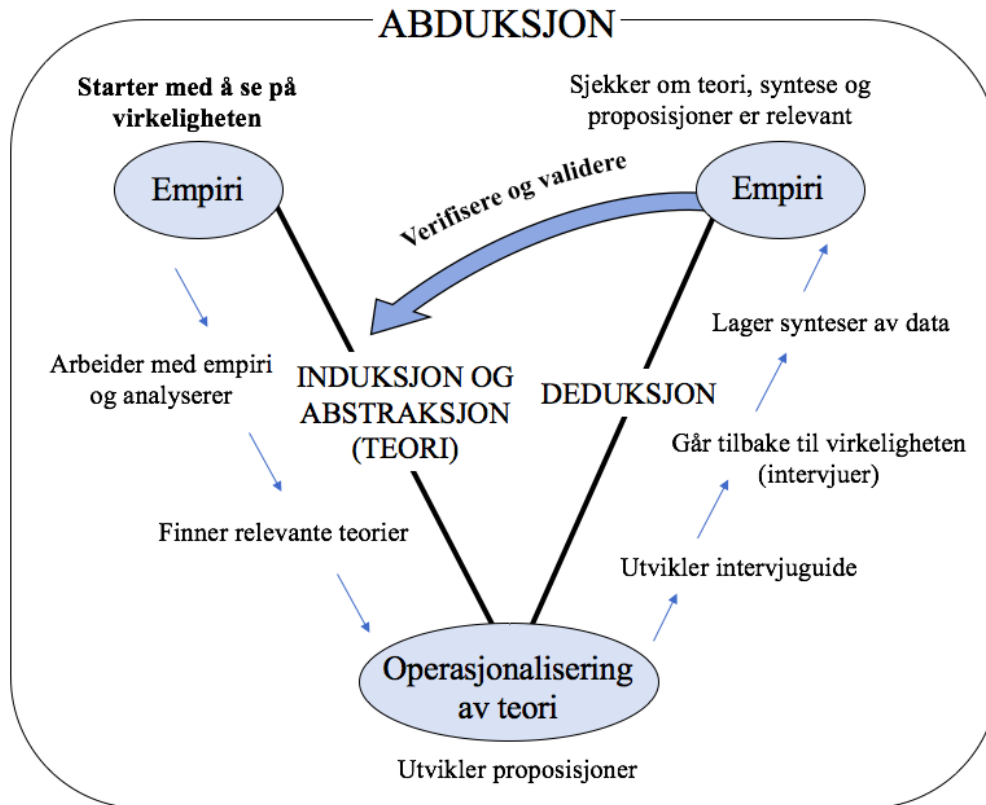 ABDUKSJON
Starter med å se på
virkeligheten
Empiri
Arbeider med empiri
og analyserer
Finner relevante teorier
INDUKSJON OG
ABSTRAKSJON
(TEORI)
Operasjonalisering
av teori
Utvikler proposisjoner
DEDUKSJON
Utvikler intervjuguide
Går tilbake til virkeligheten
(intervjuer)
Lager synteser av data
Sjekker om teori, syntese og
proposisjoner er relevant
Empiri
Verifisere og validere